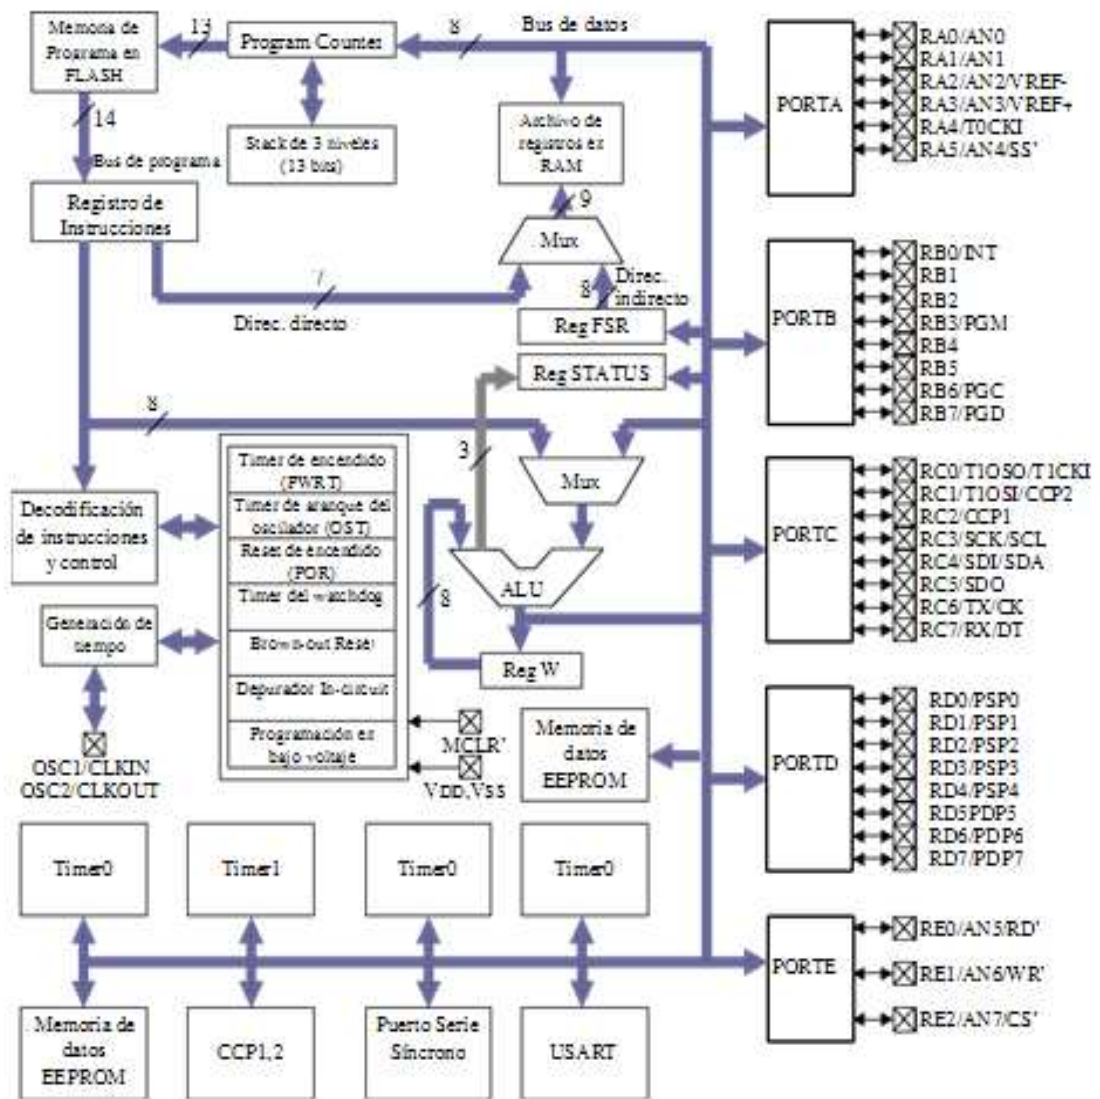 Memoria de
Programa en
FLASH
13
Program Counter
8
Bus de datos
14
Bus de programa
Stack de 3 niveles
(13 bits)
Archivo de
registros en
RAM
Registro de
Instrucciones
9
Mux
7
Direc. directo
8
Direc.
indirecto
Reg FSR
Reg STATUS
8
3
Mux
Timer de encendido
(PWRT)
Timer de aranque del
oscilador (OST)
Reset de encendido
(POR)
Timer del watchdog
Brown-out Reset
Depurador In-circuit
Programación en
bajo voltaje
Decodificación
de instrucciones
y control
ALU
8
Reg W
Generación de
tiempo
OSC1/CLKIN
OSC2/CLKOUT
MCLR'
VDD,VSS
Memoria de
datos
EEPROM
Timer0
Timer1
Timer0
Timer0
Memoria de
datos
EEPROM
CCP1,2
Puerto Serie
Síncrono
USART
PORTA
RA0/AN0
RA1/AN1
RA2/AN2/VREF-
RA3/AN3/VREF+
RA4/T0CKI
RA5/AN4/SS'
PORTB
RB0/INT
RB1
RB2
RB3/PGM
RB4
RB5
RB6/PGC
RB7/PGD
PORTC
RC0/T1OSO/T1CKI
RC1/T1OSI/CCP2
RC2/CCP1
RC3/SCK/SCL
RC4/SDI/SDA
RC5/SDO
RC6/TX/CK
RC7/RX/DT
PORTD
RD0/PSP0
RD1/PSP1
RD2/PSP2
RD3/PSP3
RD4/PSP4
RD5PDP5
RD6/PDP6
RD7/PDP7
PORTE
RE0/AN5/RD'
RE1/AN6/WR'
RE2/AN7/CS'